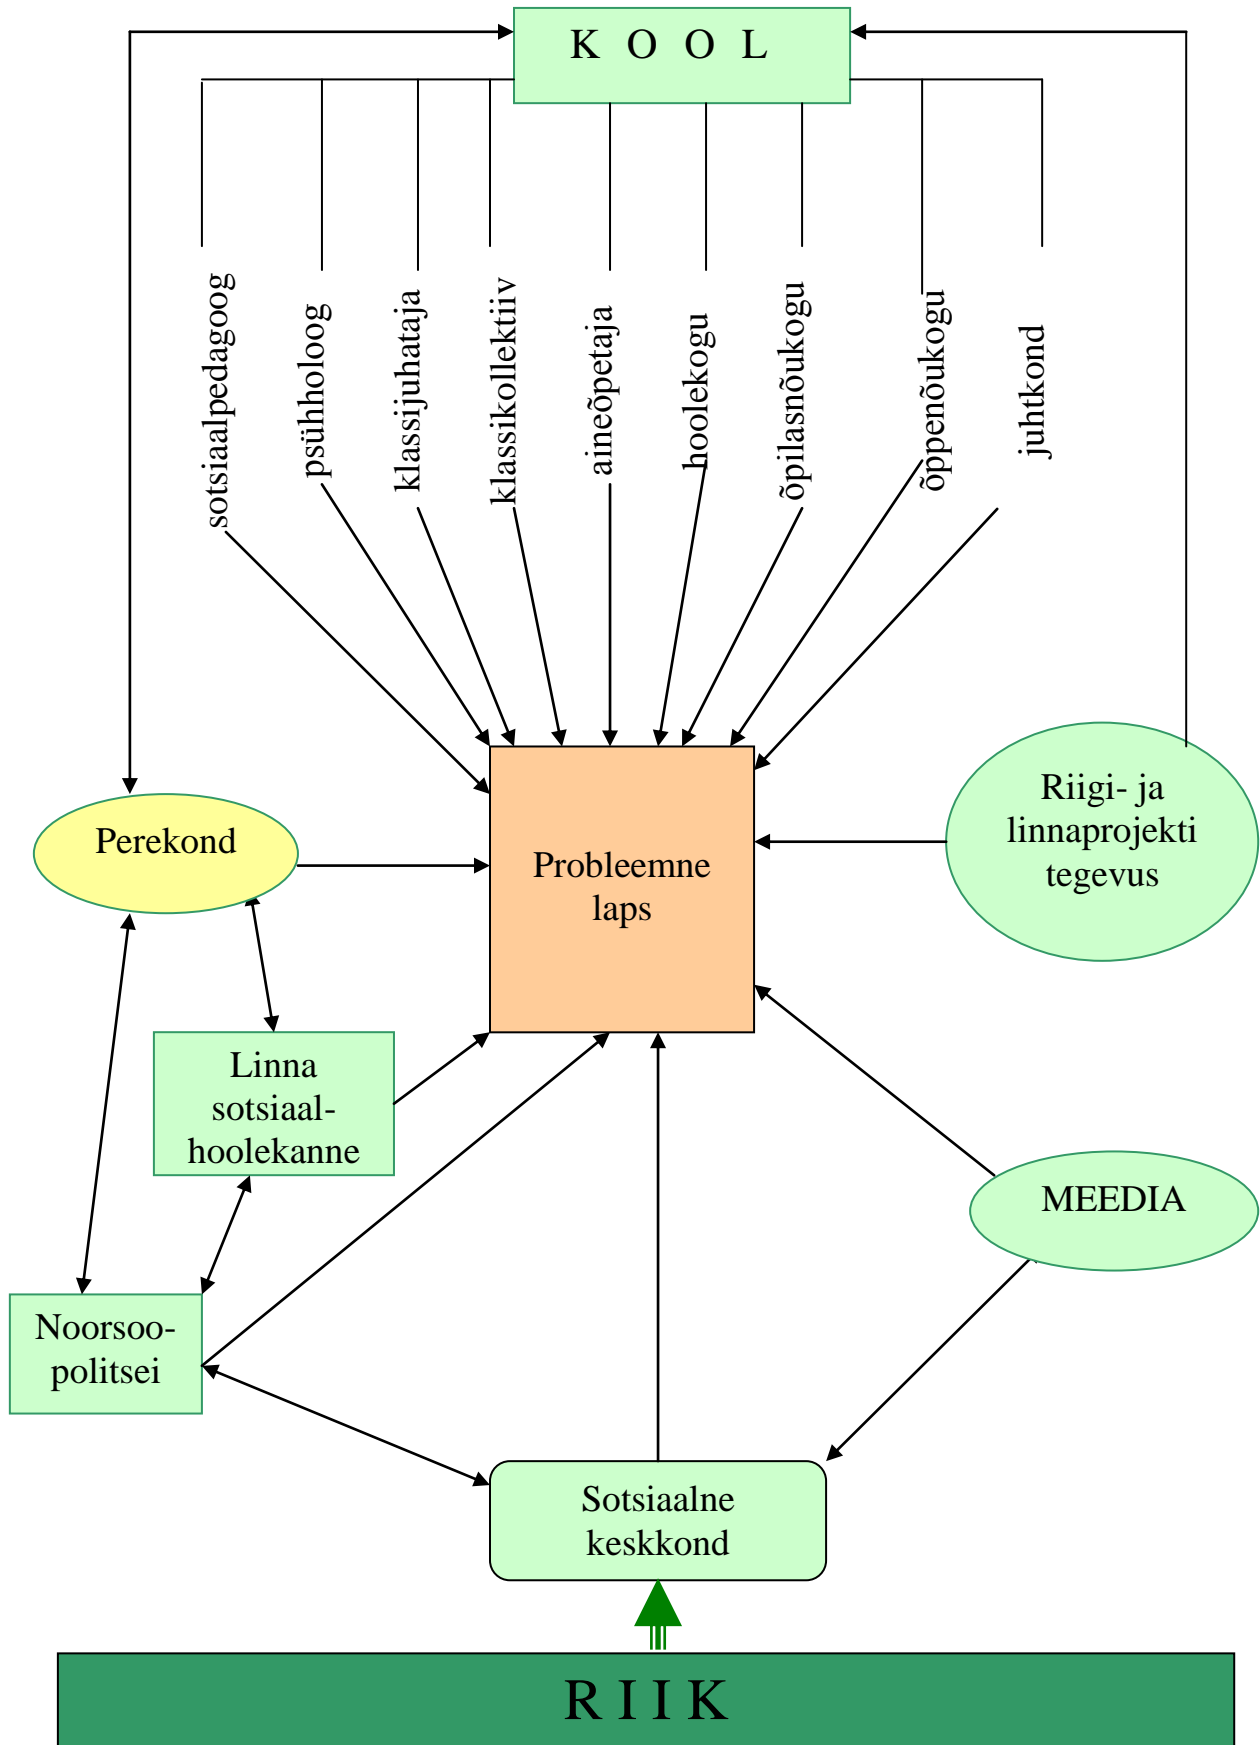 K O O L
sotsiaalpedagoog
psühholoog
klassijuhataja
klassikollektiiv
aineõpetaja
hoolekogu
õpilasnõukogu
õppenõukogu
juhtkond
Perekond
Probleemne
laps
Riigi- ja
linnaprojekti
tegevus
Linna
sotsiaal-
hoolekanne
MEEDIA
Noorsoo-
politsei
Sotsiaalne
keskkond
R I I K